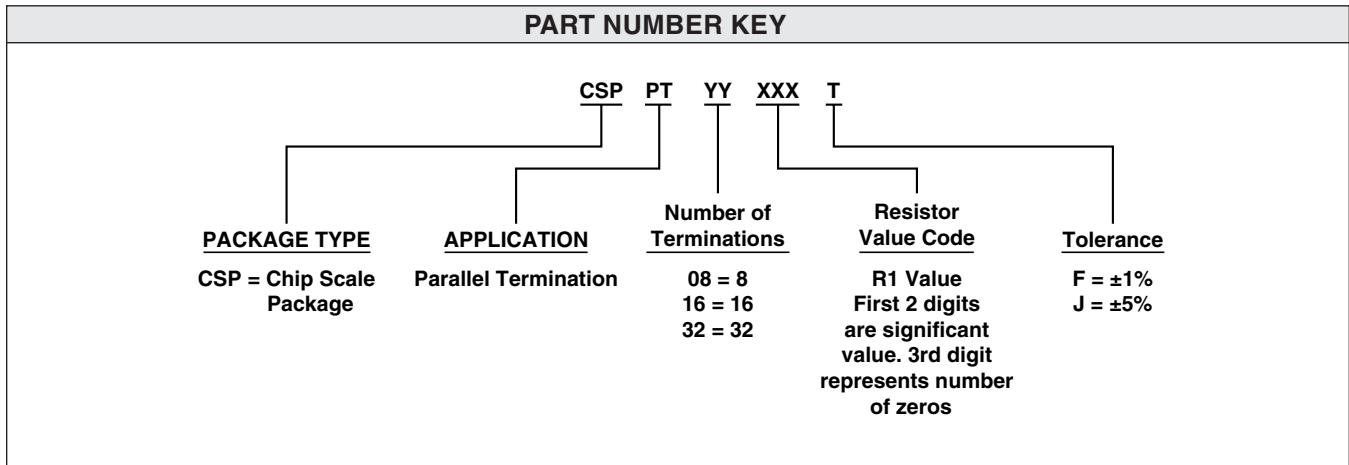 PART NUMBER KEY
CSP PT YY XXX T
PACKAGE TYPE
CSP = Chip Scale
Package
APPLICATION
Parallel Termination
Number of
Terminations
08 = 8
16 = 16
32 = 32
Resistor
Value Code
R1 Value
First 2 digits
are significant
value. 3rd digit
represents number
of zeros
Tolerance
F = ±1%
J = ±5%